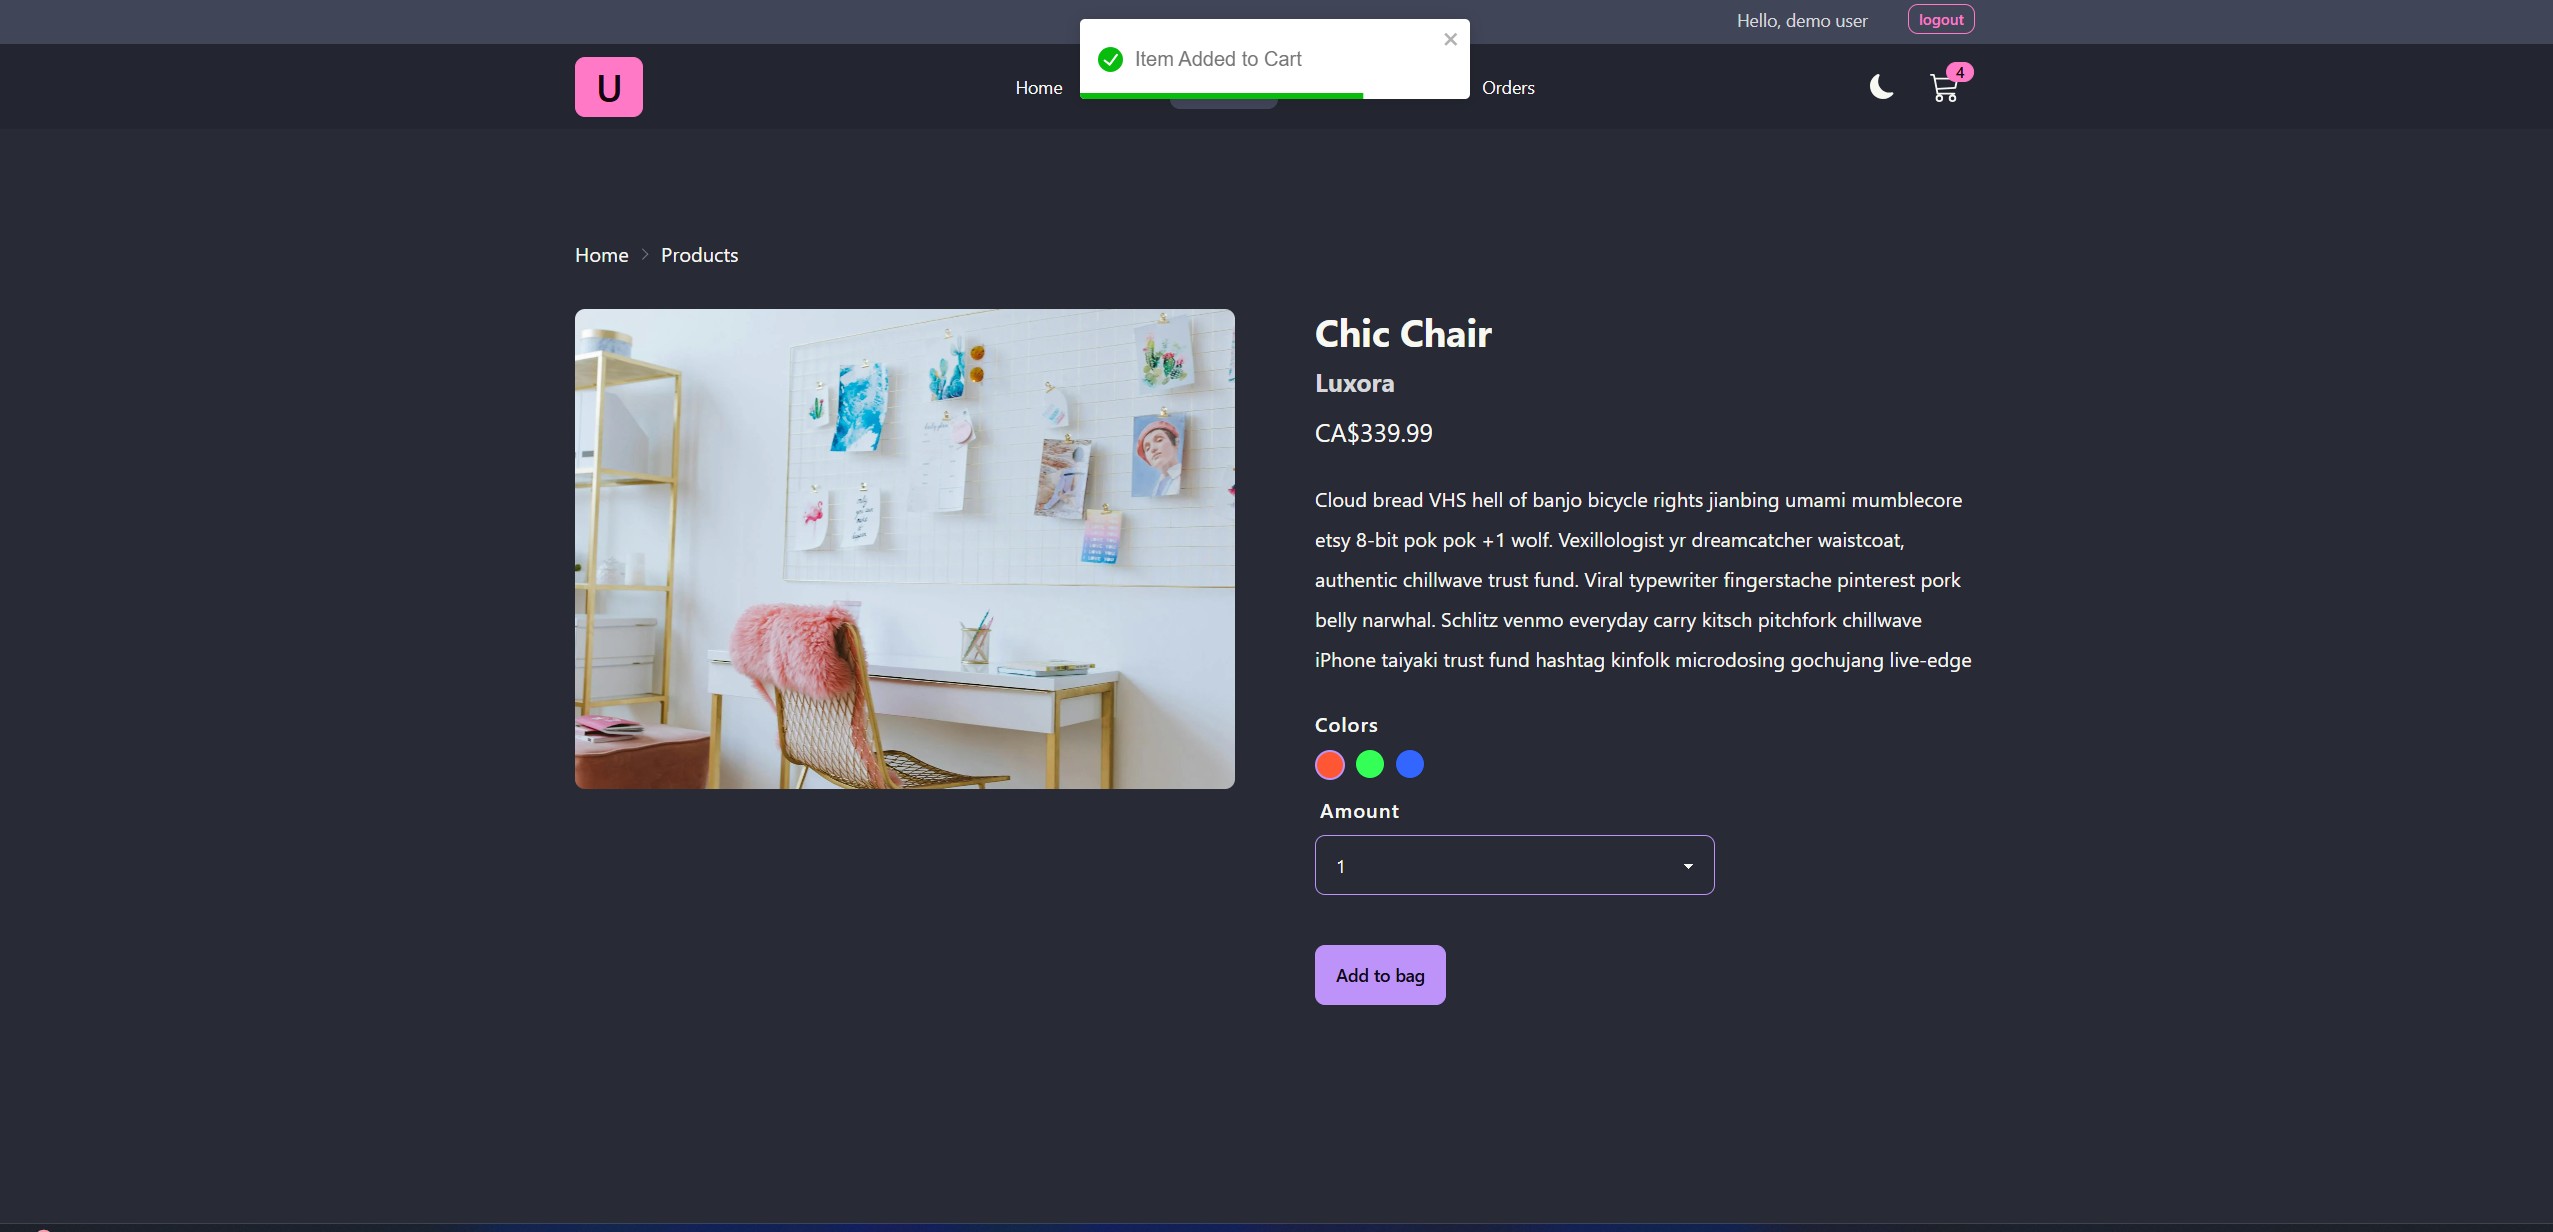 Hello, demo user
logout
Item Added to Cart
U
Home
Orders
4
Home
Products
Chic Chair
Luxora
CA$339.99
Cloud bread VHS hell of banjo bicycle rights jianbing umami mumblecore
etsy 8-bit pok pok +1 wolf. Vexillologist yr dreamcatcher waistcoat,
authentic chillwave trust fund. Viral typewriter fingerstache pinterest pork
belly narwhal. Schlitz venmo everyday carry kitsch pitchfork chillwave
iPhone taiyaki trust fund hashtag kinfolk microdosing gochujang live-edge
Colors
Amount
1
Add to bag